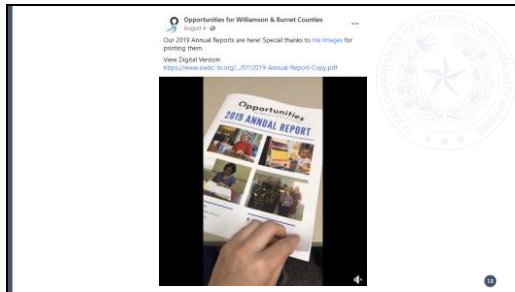 Opportunities for Williamson & Burnet Counties
August 4
Our 2019 Annual Reports are here! Special thanks to Ink Images for
printing them.
View Digital Version:
https://www.owbc-tx.org/.../07/2019-Annual-Report-Copy.pdf
Opportunities
2019 ANNUAL REPORT
18